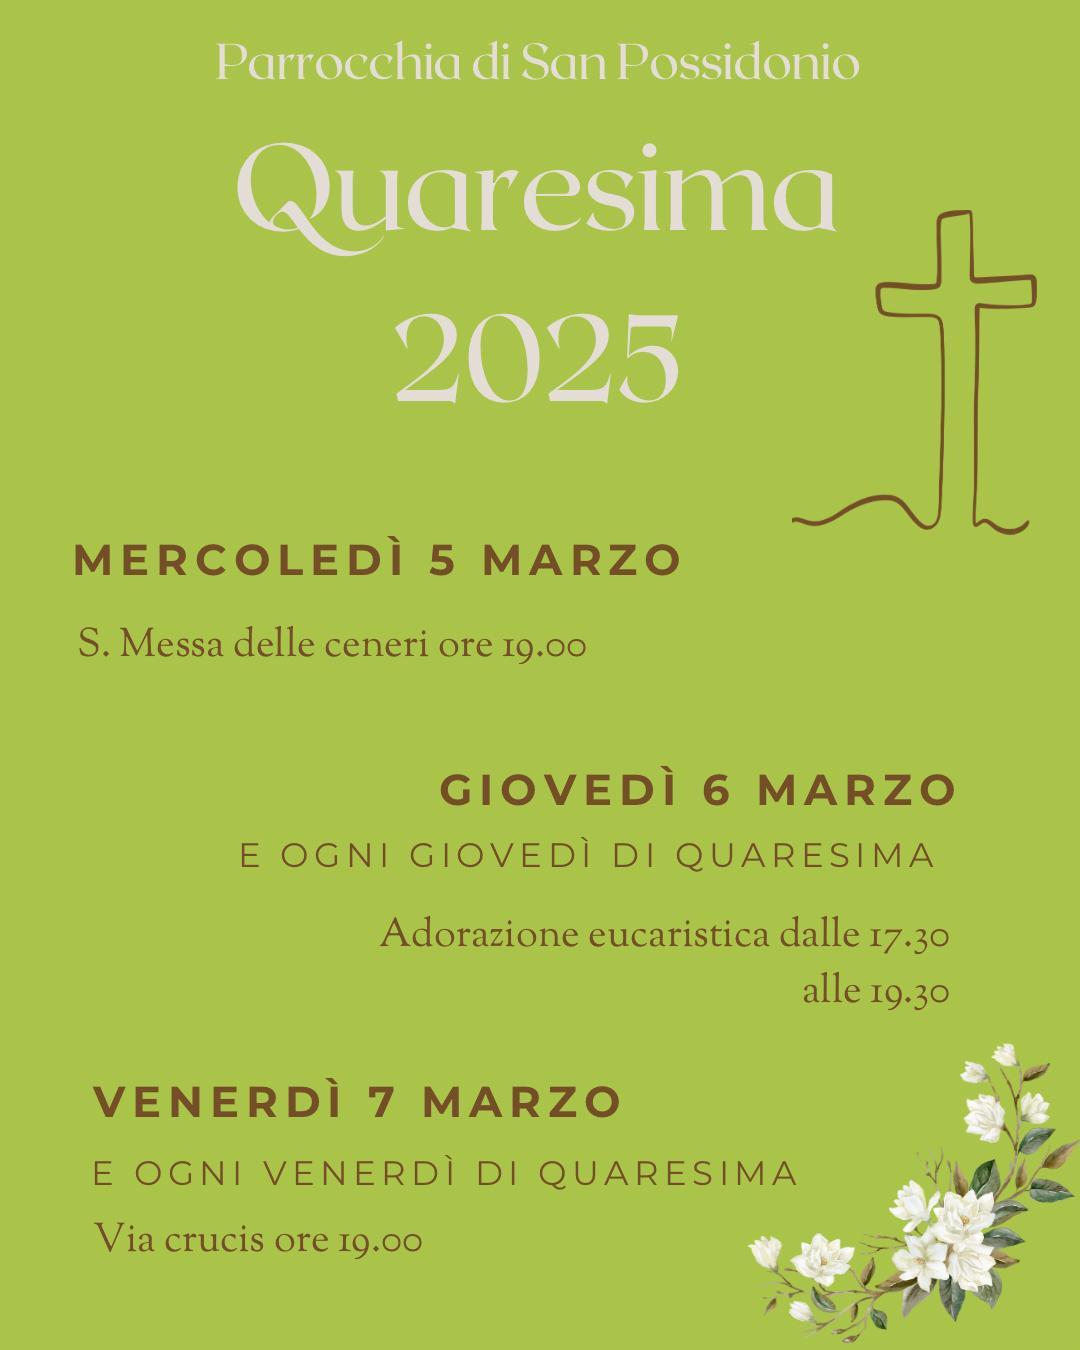 Parrocchia di San Possidonio
Quaresima
2025
MERCOLEDÌ 5 MARZO
S. Messa delle ceneri ore 19.00
GIOVEDÌ 6 MARZO
E OGNI GIOVEDÌ DI QUARESIMA
Adorazione eucaristica dalle 17.30
alle 19.30
VENERDÌ 7 MARZO
E OGNI VENERDÌ DI QUARESIMA
Via crucis ore 19.00